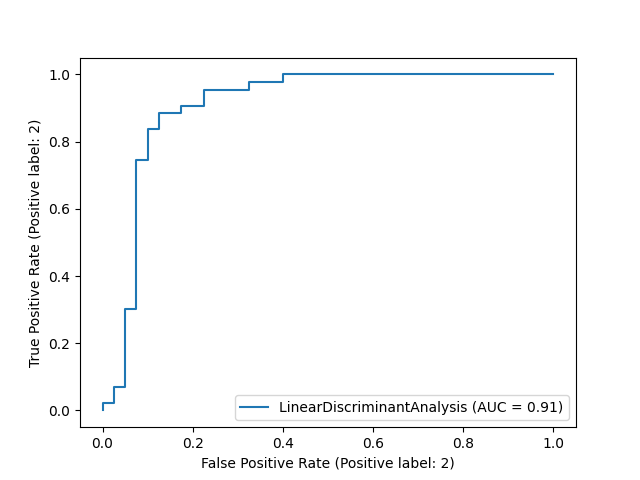 1.0
0.8
0.6
0.4
0.2
0.0
True Positive Rate (Positive label: 2)
LinearDiscriminantAnalysis (AUC = 0.91)
0.0 0.2 0.4 0.6 0.8 1.0
False Positive Rate (Positive label: 2)